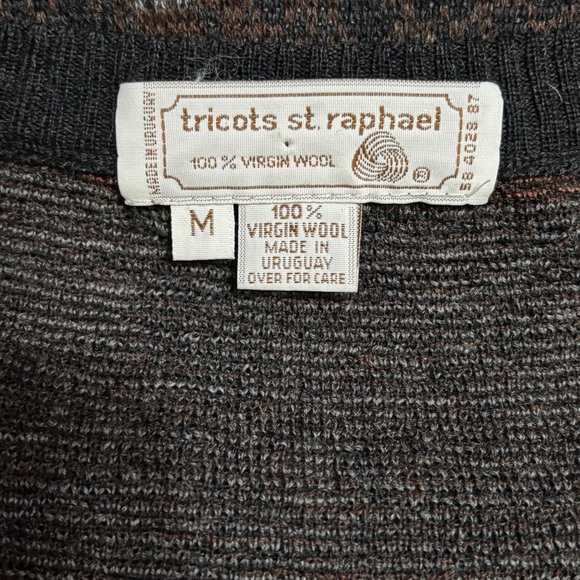 tricots st. raphael
100% VIRGIN WOOL
®
MADE IN URUGUAY
58 4028 87
M
100%
VIRGIN WOOL
MADE IN
URUGUAY
OVER FOR CARE